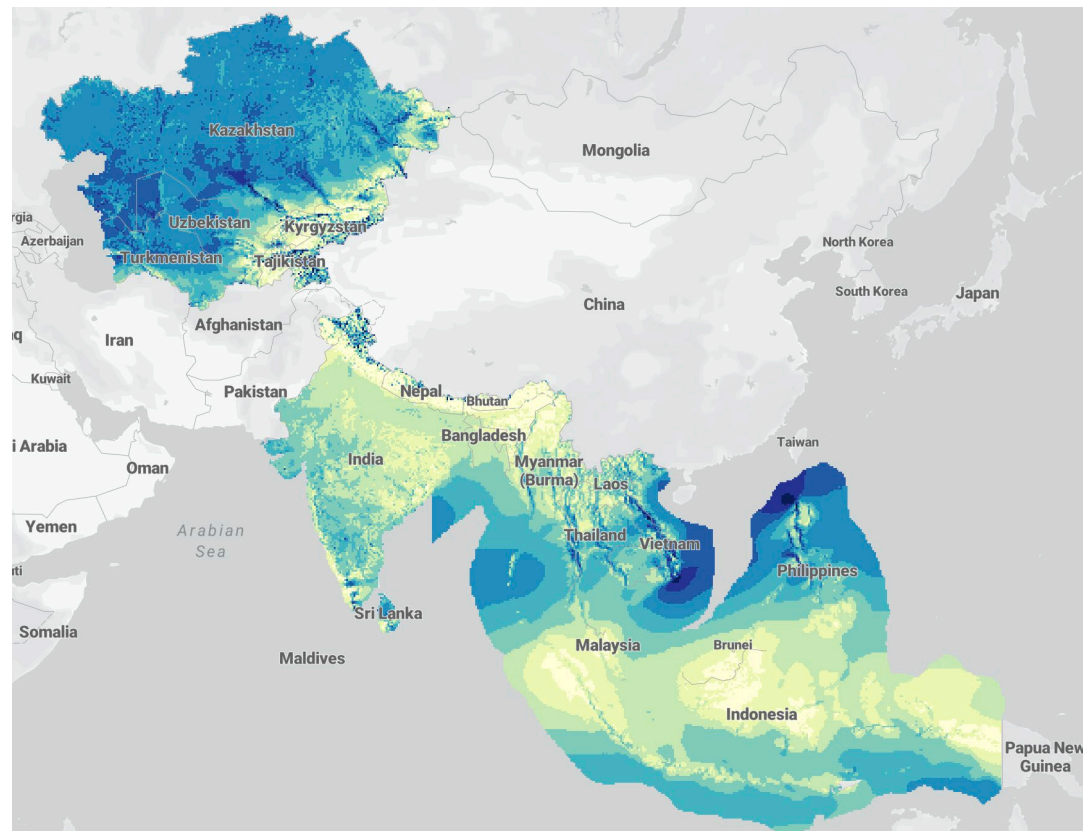 Kazakhstan
Mongolia
Uzbekistan
Kyrgyzstan
Azerbaijan
North Korea
Turkmenistan
Tajikistan
South Korea
Japan
China
Afghanistan
Iran
Kuwait
Pakistan
Nepal
Bhutan
Bangladesh
Taiwan
i Arabia
India
Myanmar
(Burma)
Laos
Oman
Yemen
Arabian
Sea
Thailand
Vietnam
Philippines
Sri Lanka
Somalia
Maldives
Malaysia
Brunei
Indonesia
Papua New
Guinea